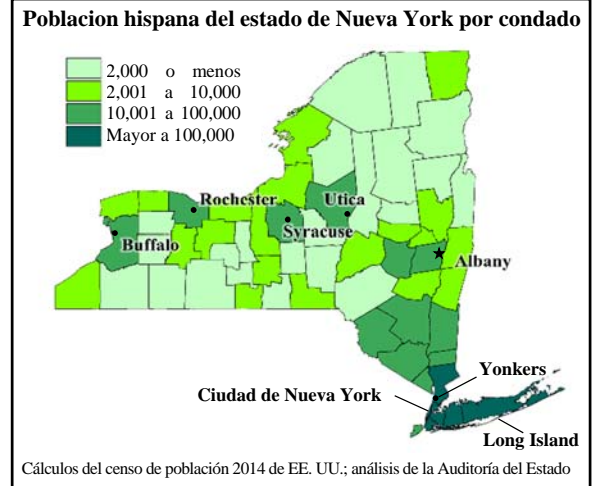 Poblacion hispana del estado de Nueva York por condado
2,000 o menos
2,001 a 10,000
10,001 a 100,000
Mayor a 100,000
Rochester
Utica
Syracuse
Buffalo
Albany
Yonkers
Ciudad de Nueva York
Long Island
Cálculos del censo de población 2014 de EE. UU.; análisis de la Auditoría del Estado